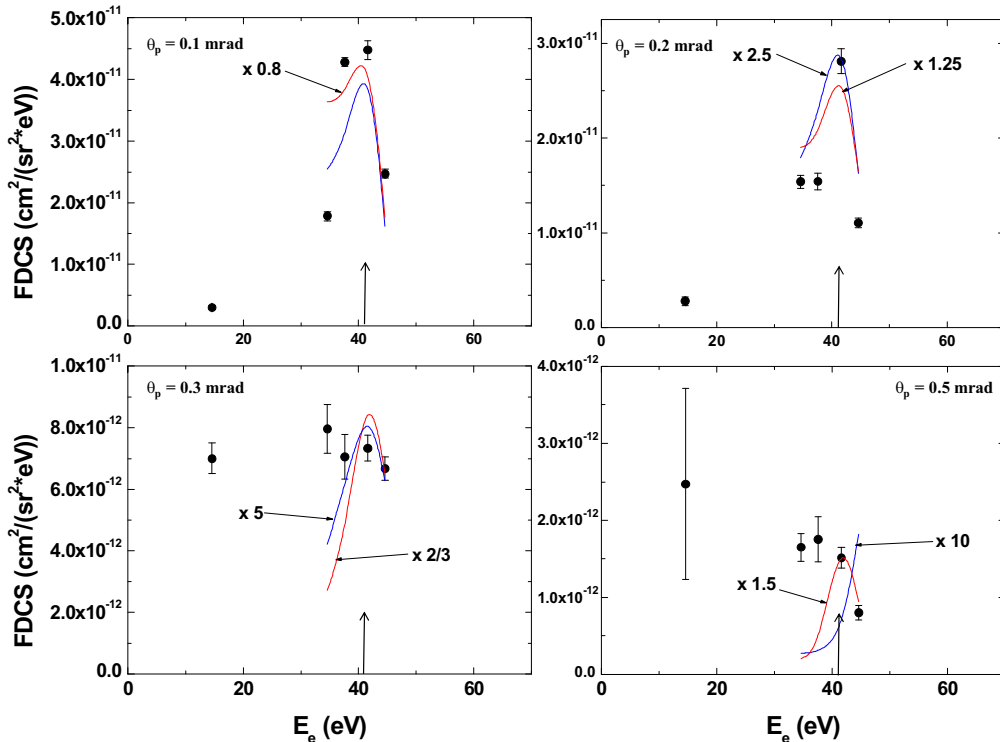 θp = 0.1 mrad
x 0.8
FDCS (cm²/(sr²*eV))
5.0x10⁻¹¹
4.0x10⁻¹¹
3.0x10⁻¹¹
2.0x10⁻¹¹
1.0x10⁻¹¹
0.0
0 20 40 60
θp = 0.2 mrad
x 2.5
x 1.25
3.0x10⁻¹¹
2.0x10⁻¹¹
1.0x10⁻¹¹
0.0
0 20 40 60
θp = 0.3 mrad
x 5
x 2/3
FDCS (cm²/(sr²*eV))
1.0x10⁻¹¹
8.0x10⁻¹²
6.0x10⁻¹²
4.0x10⁻¹²
2.0x10⁻¹²
0.0
0 20 40 60
Ee (eV)
θp = 0.5 mrad
x 10
x 1.5
4.0x10⁻¹²
3.0x10⁻¹²
2.0x10⁻¹²
1.0x10⁻¹²
0.0
0 20 40 60
Ee (eV)